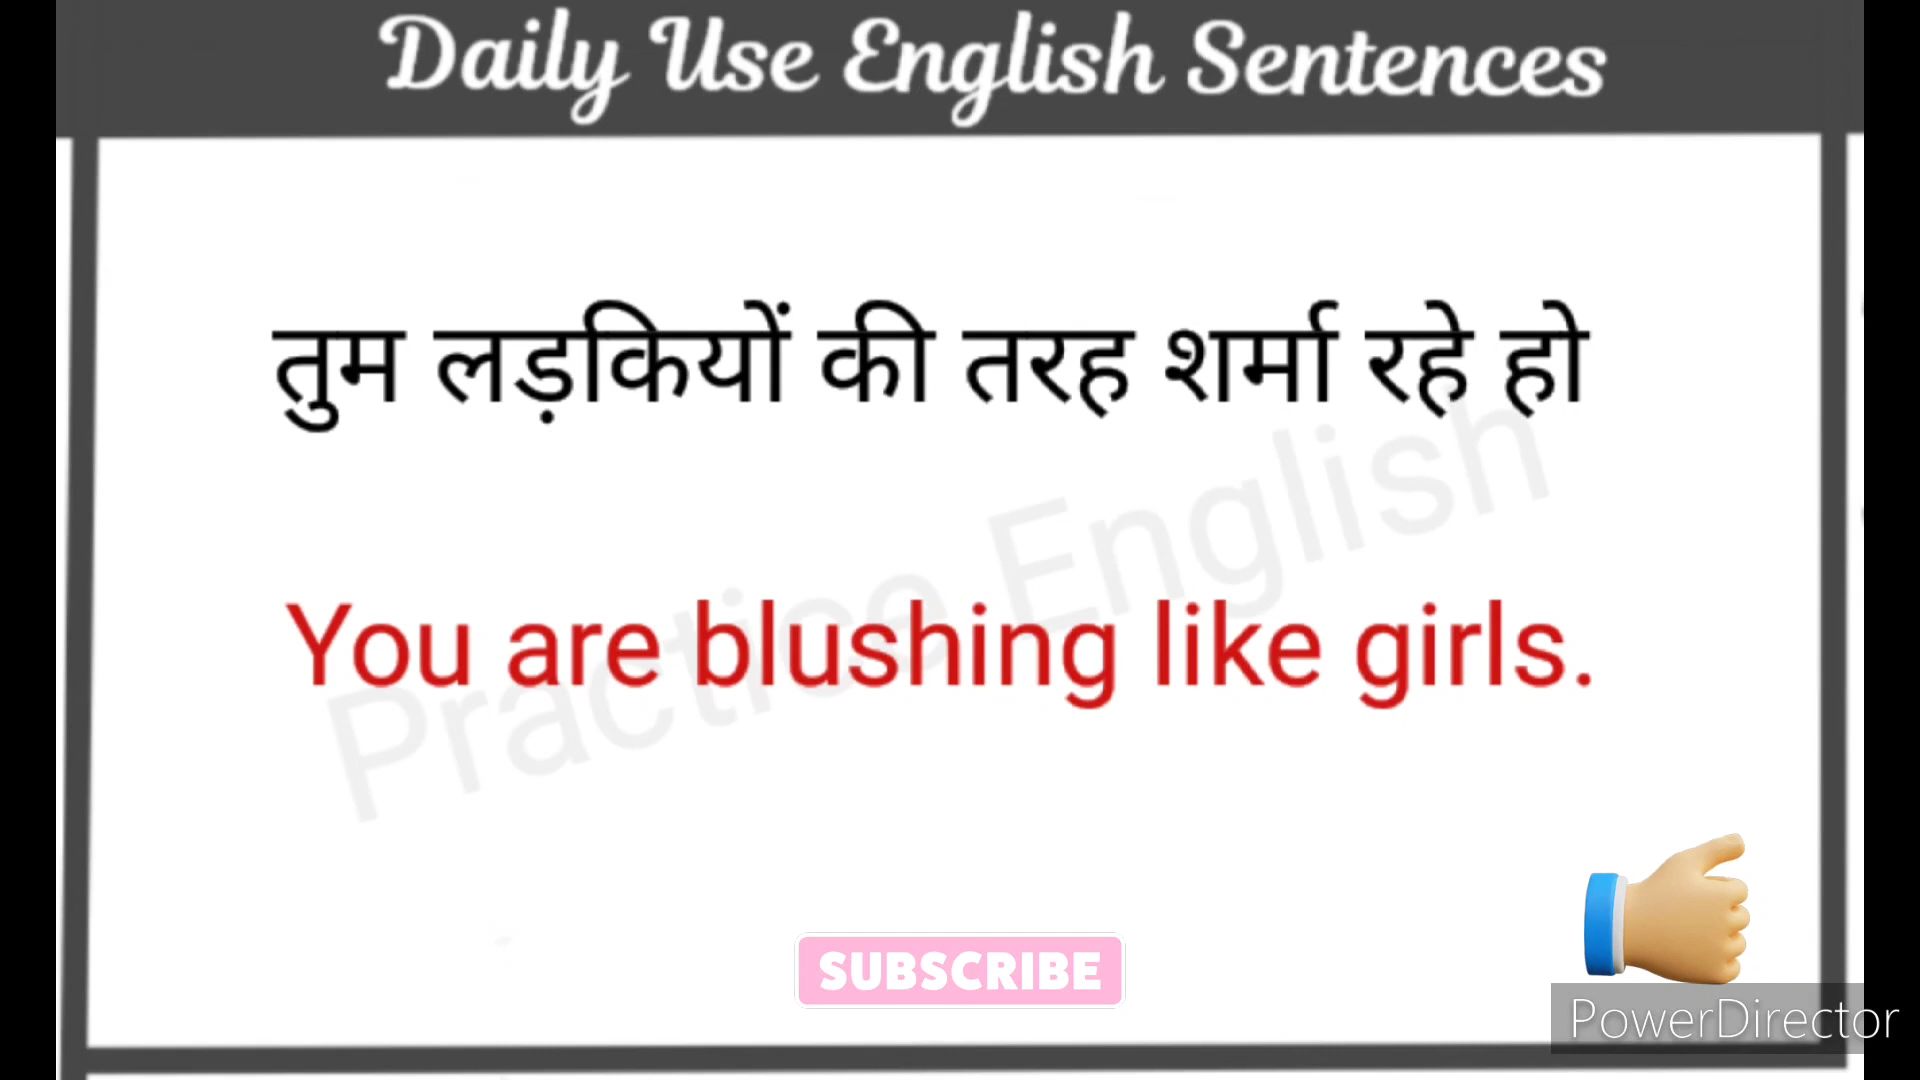 Daily Use English Sentences
तुम लड़कियों की तरह शर्मा रहे हो
Practice English
You are blushing like girls.
SUBSCRIBE
PowerDirector